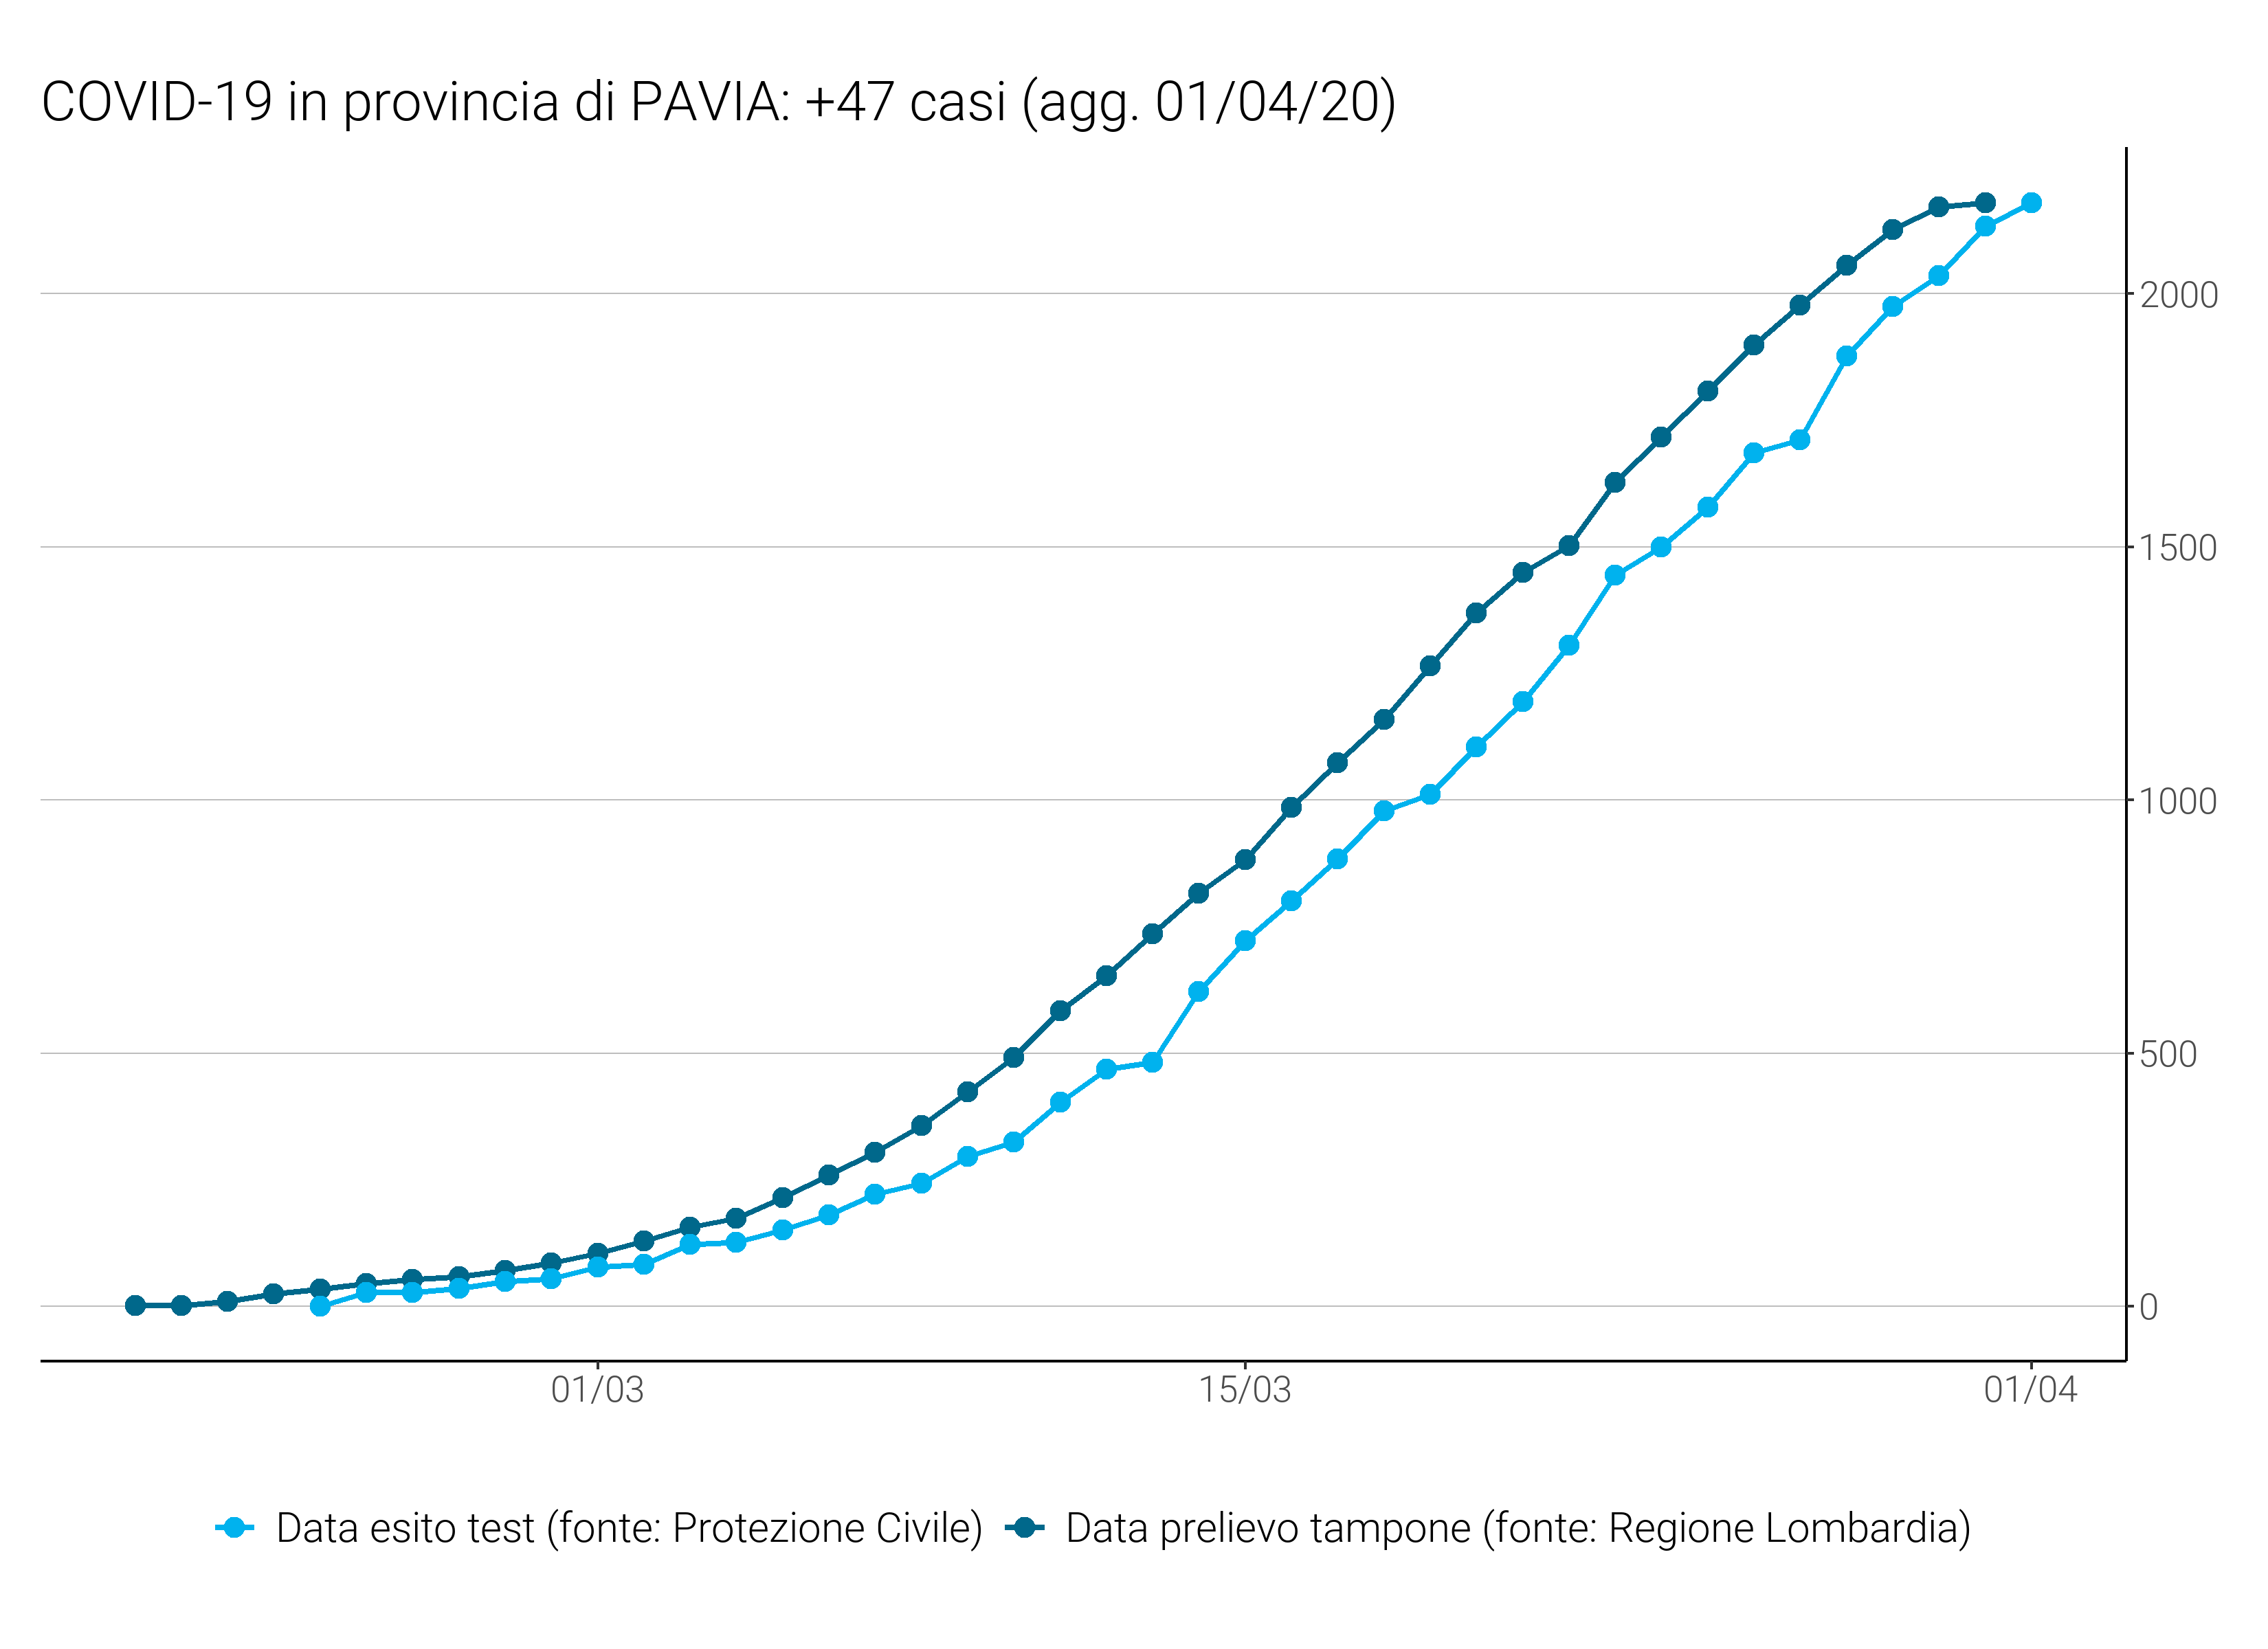 COVID-19 in provincia di PAVIA: +47 casi (agg. 01/04/20)
2000
1500
1000
500
0
01/03 15/03 01/04
Data esito test (fonte: Protezione Civile) Data prelievo tampone (fonte: Regione Lombardia)